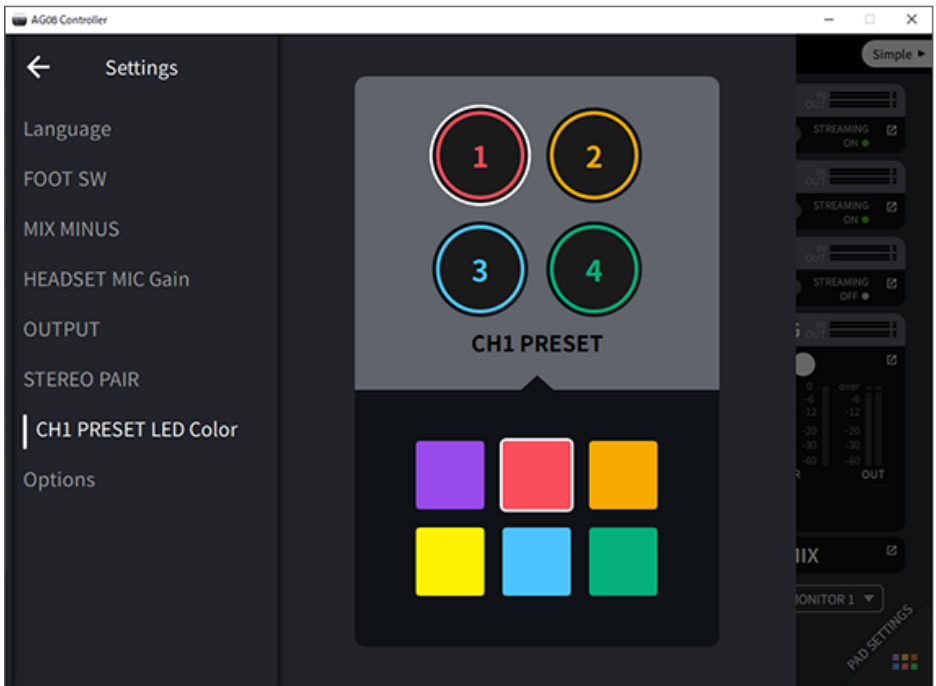 AG08 Controller
Settings
Simple
Language
FOOT SW
MIX MINUS
HEADSET MIC Gain
OUTPUT
STEREO PAIR
CH1 PRESET LED Color
Options
1
2
3
4
CH1 PRESET
IN
OUT
STREAMING
ON
IN
OUT
STREAMING
ON
IN
OUT
STREAMING
OFF
G IN
OUT
0 over
-6 -6
-12 -12
-20 -20
-30 -30
-60 -60
R OUT
MIX
MONITOR 1
PAD SETTINGS